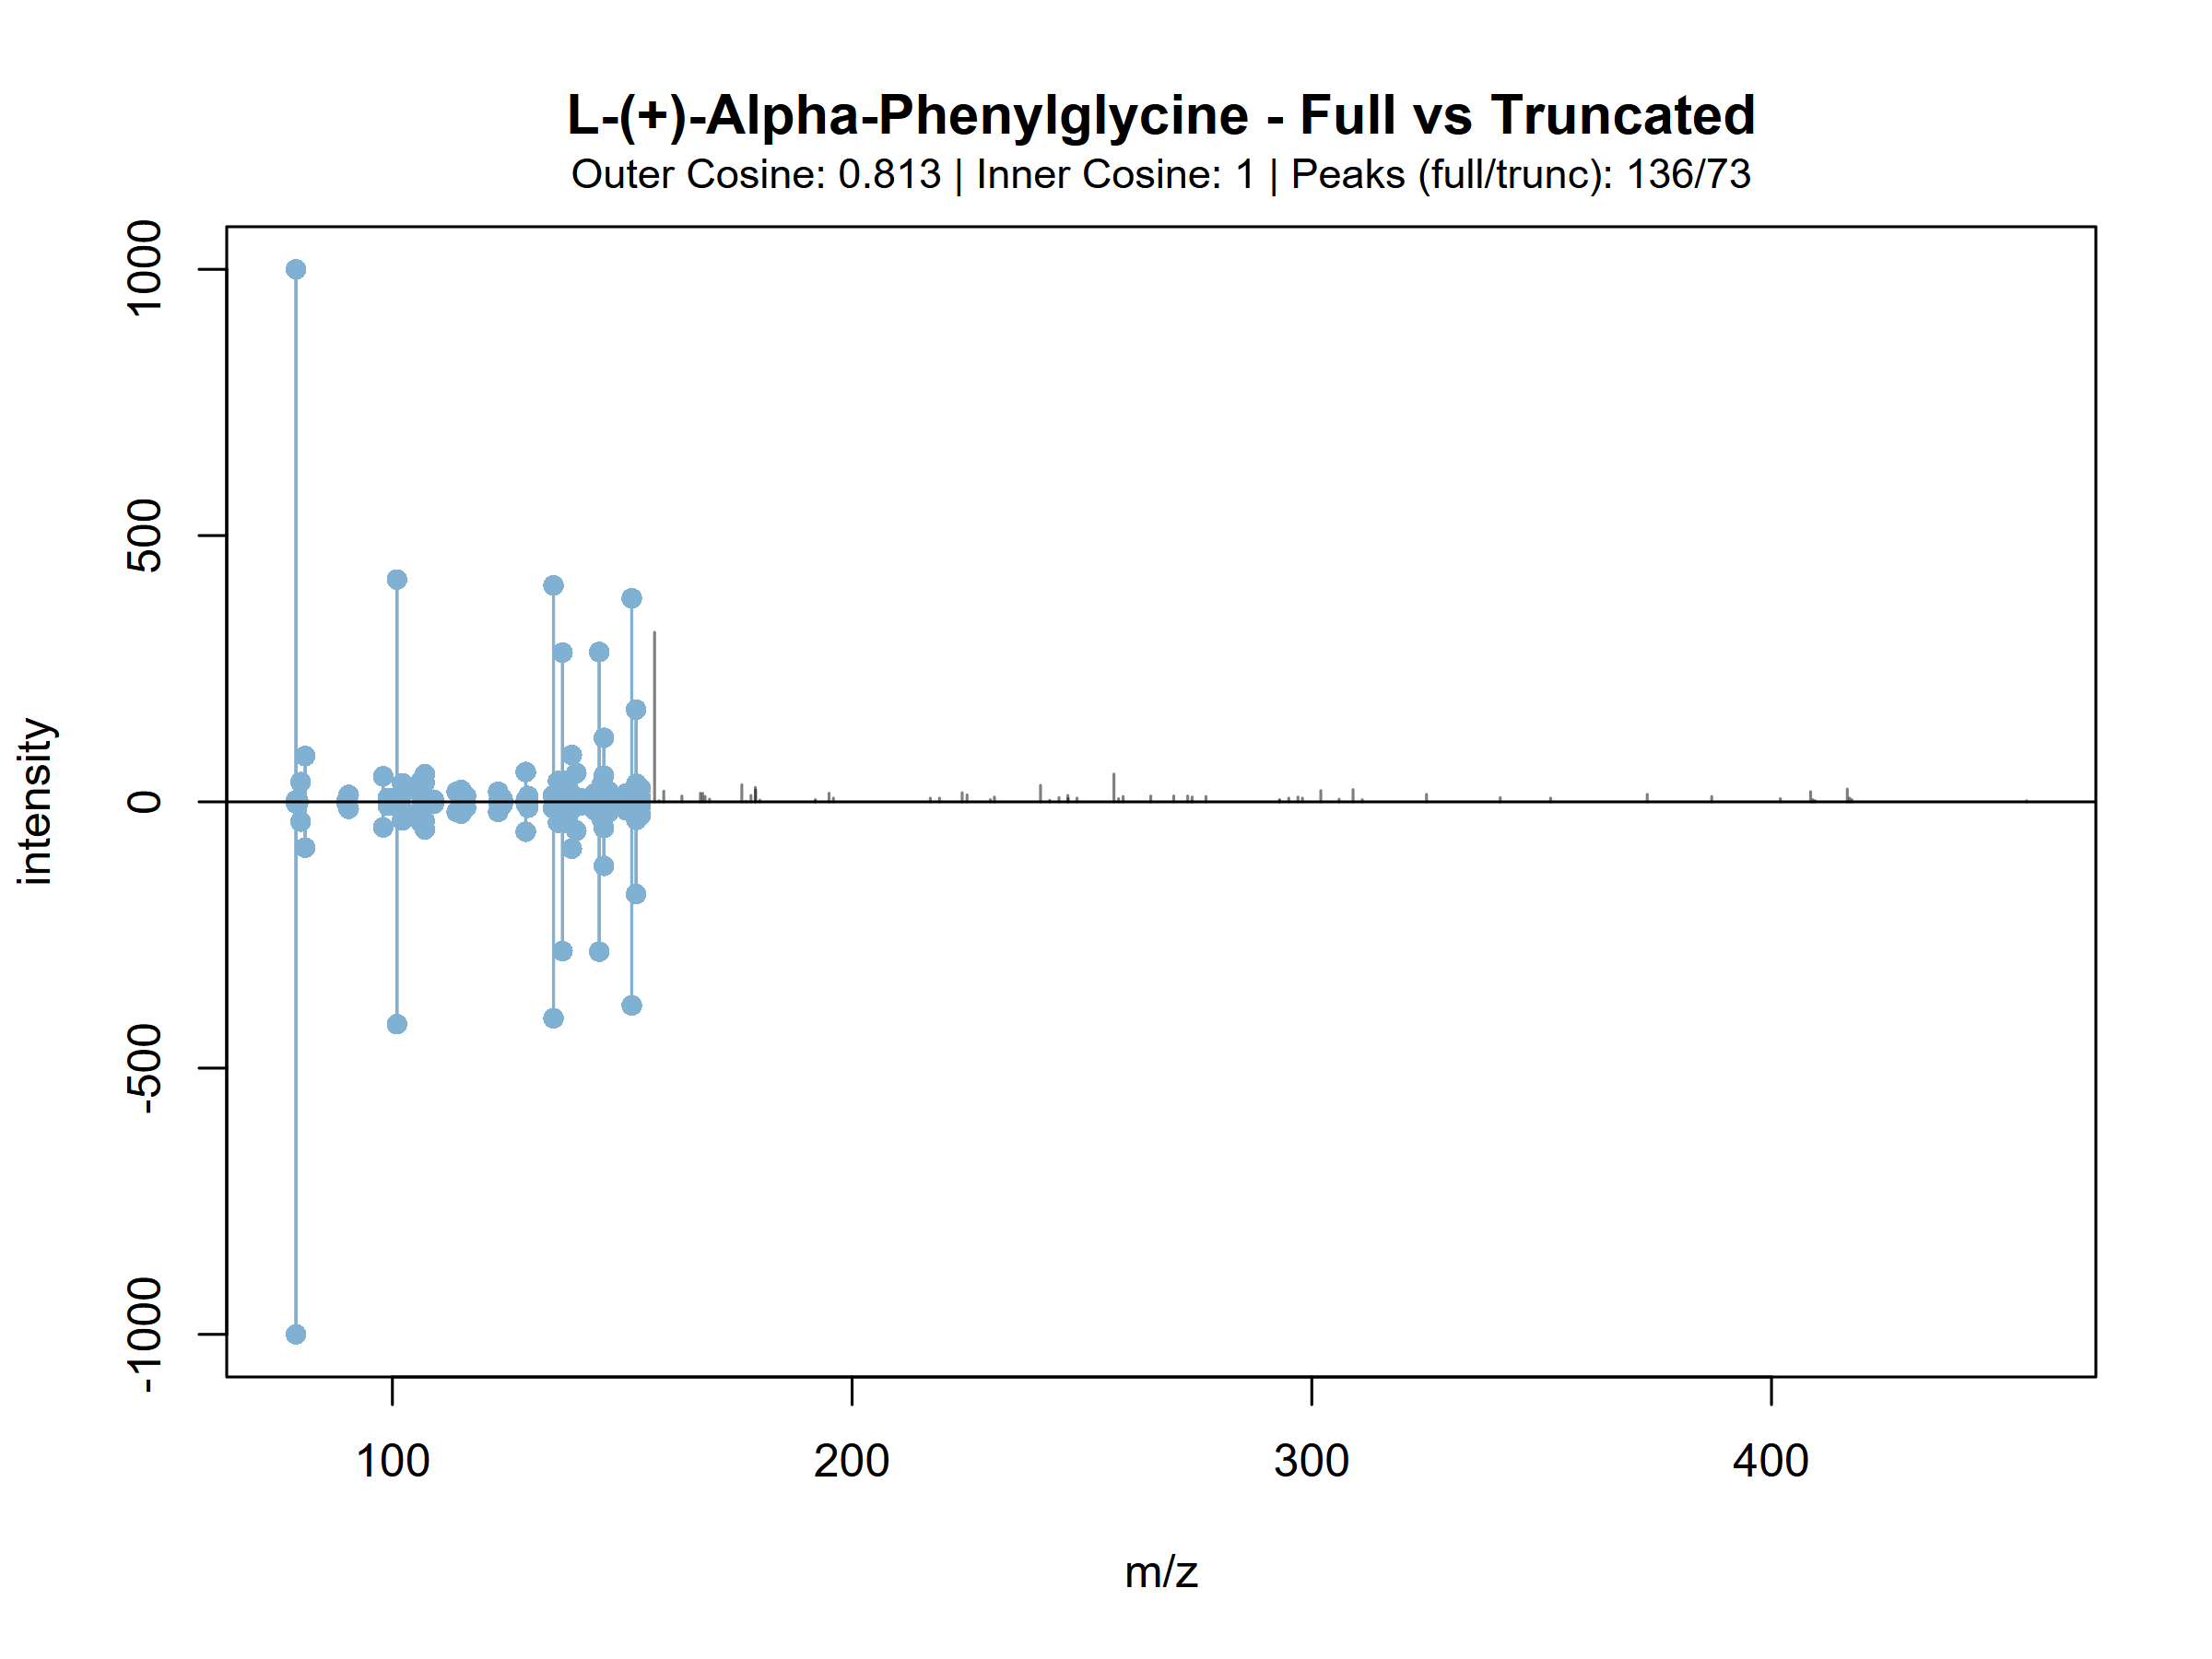 L-(+)-Alpha-Phenylglycine - Full vs Truncated
Outer Cosine: 0.813 | Inner Cosine: 1 | Peaks (full/trunc): 136/73
1000
500
0
-500
-1000
intensity
100 200 300 400
m/z